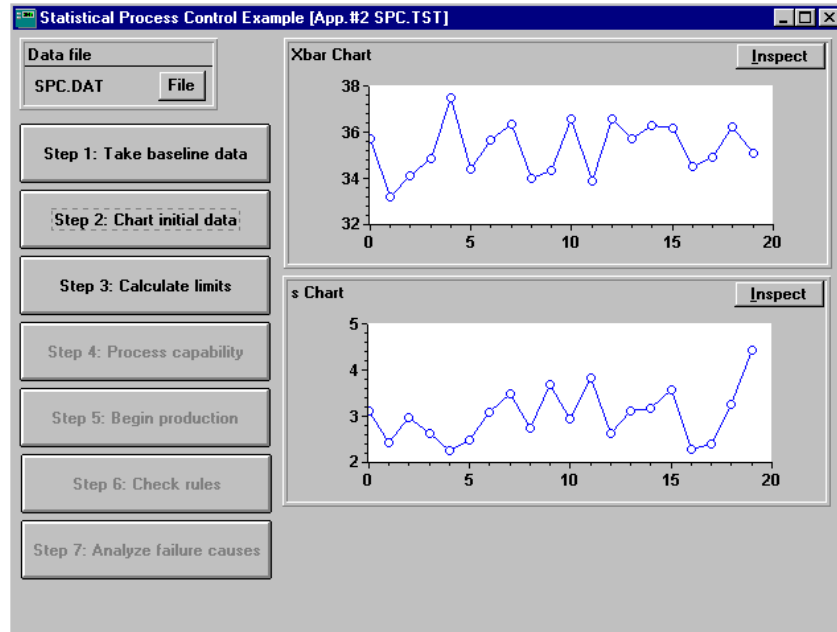 Statistical Process Control Example [App.#2 SPC.TST]
Data file
SPC.DAT
File
Step 1: Take baseline data
Step 2: Chart initial data
Step 3: Calculate limits
Step 4: Process capability
Step 5: Begin production
Step 6: Check rules
Step 7: Analyze failure causes
Xbar Chart
Inspect
38
36
34
32
0 5 10 15 20
s Chart
Inspect
5
4
3
2
0 5 10 15 20